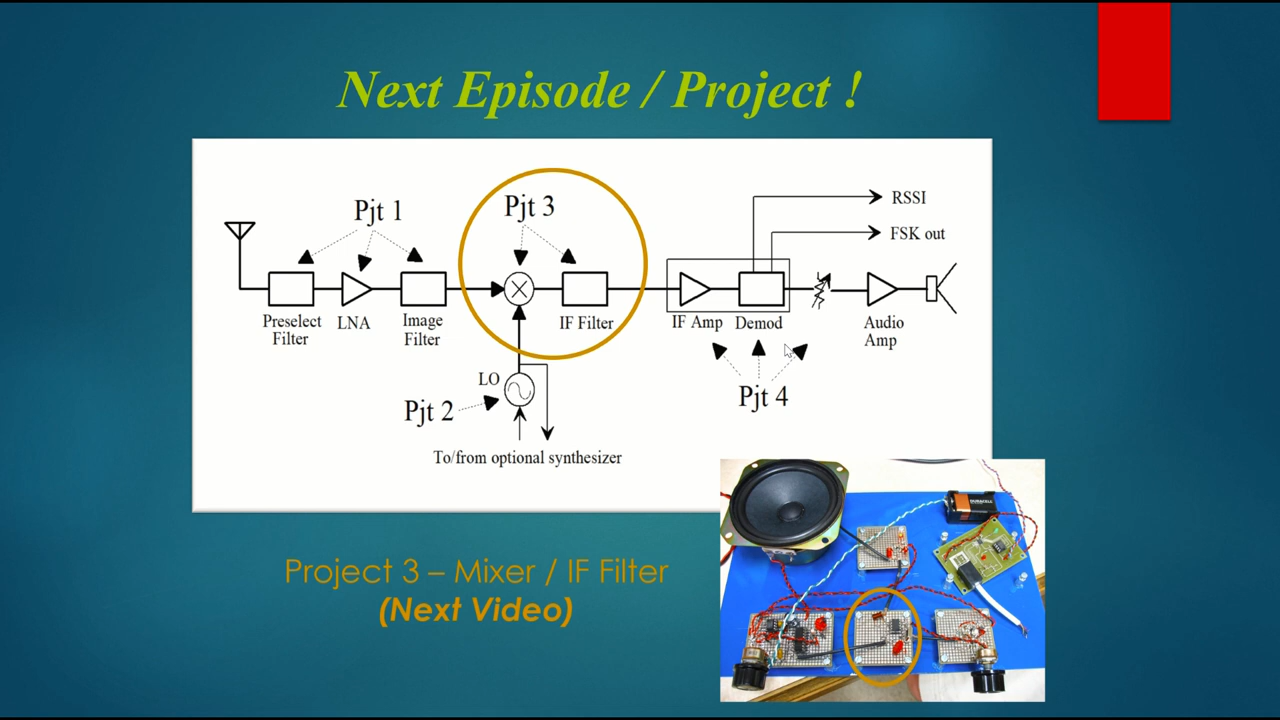 Next Episode / Project !
Pjt 1
Pjt 3
RSSI
FSK out
Preselect
Filter
LNA
Image
Filter
IF Filter
IF Amp
Demod
Audio
Amp
LO
Pjt 2
Pjt 4
To/from optional synthesizer
DURACELL
Project 3 – Mixer / IF Filter
(Next Video)